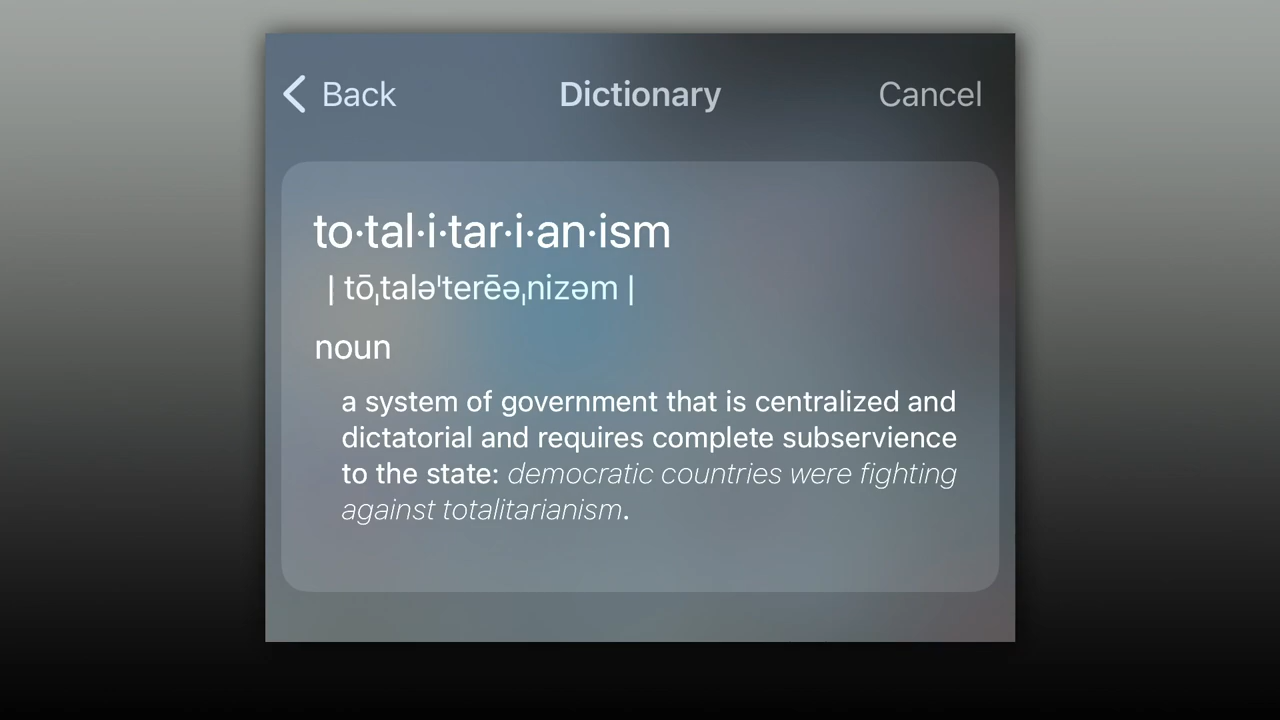 Back Dictionary Cancel
to·tal·i·tar·i·an·ism
| tōˌtaləˈterēəˌnizəm |
noun
a system of government that is centralized and
dictatorial and requires complete subservience
to the state: democratic countries were fighting
against totalitarianism.